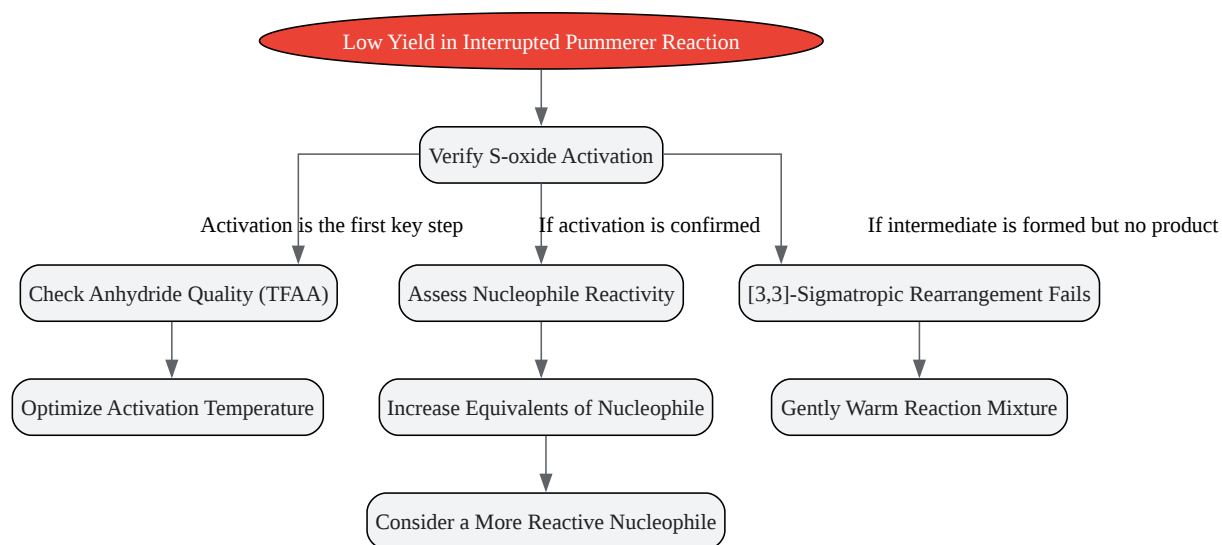 Low Yield in Interrupted Pummerer Reaction
Verify S-oxide Activation
Activation is the first key step
If activation is confirmed
If intermediate is formed but no product
Check Anhydride Quality (TFAA)
Assess Nucleophile Reactivity
[3,3]-Sigmatropic Rearrangement Fails
Optimize Activation Temperature
Increase Equivalents of Nucleophile
Gently Warm Reaction Mixture
Consider a More Reactive Nucleophile